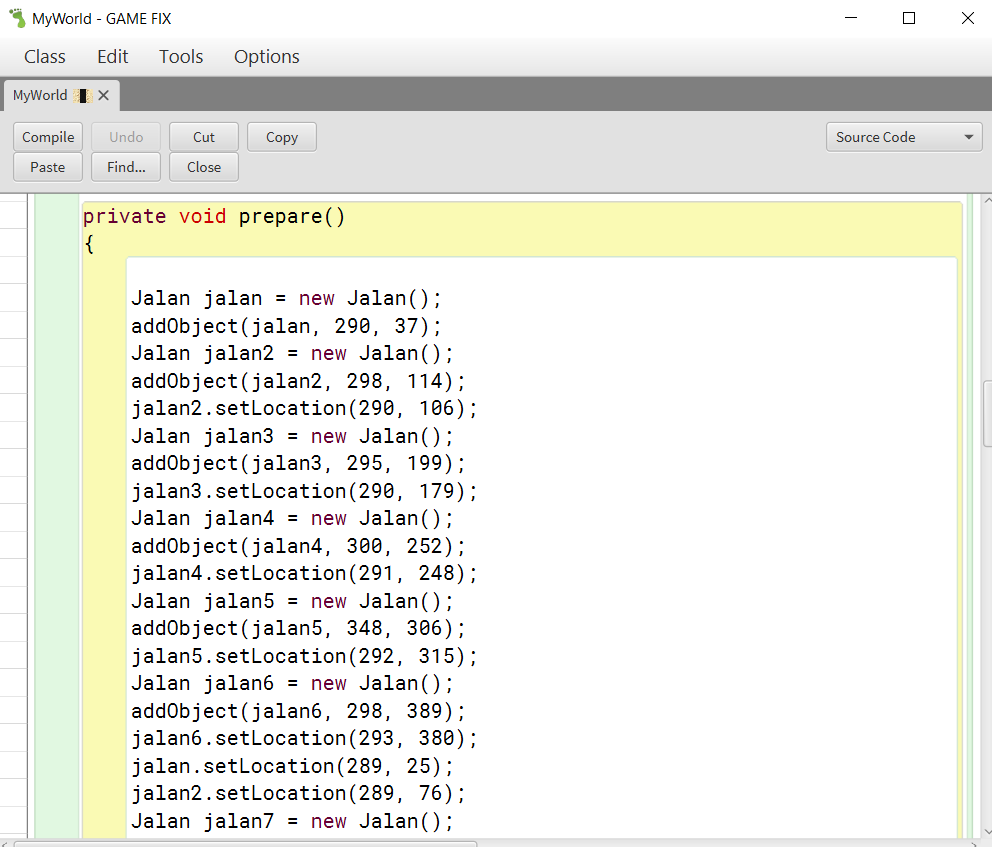 MyWorld - GAME FIX
Class Edit Tools Options
MyWorld
Compile Undo Cut Copy Source Code
Paste Find... Close
private void prepare()
{
Jalan jalan = new Jalan();
addObject(jalan, 290, 37);
Jalan jalan2 = new Jalan();
addObject(jalan2, 298, 114);
jalan2.setLocation(290, 106);
Jalan jalan3 = new Jalan();
addObject(jalan3, 295, 199);
jalan3.setLocation(290, 179);
Jalan jalan4 = new Jalan();
addObject(jalan4, 300, 252);
jalan4.setLocation(291, 248);
Jalan jalan5 = new Jalan();
addObject(jalan5, 348, 306);
jalan5.setLocation(292, 315);
Jalan jalan6 = new Jalan();
addObject(jalan6, 298, 389);
jalan6.setLocation(293, 380);
jalan.setLocation(289, 25);
jalan2.setLocation(289, 76);
Jalan jalan7 = new Jalan();